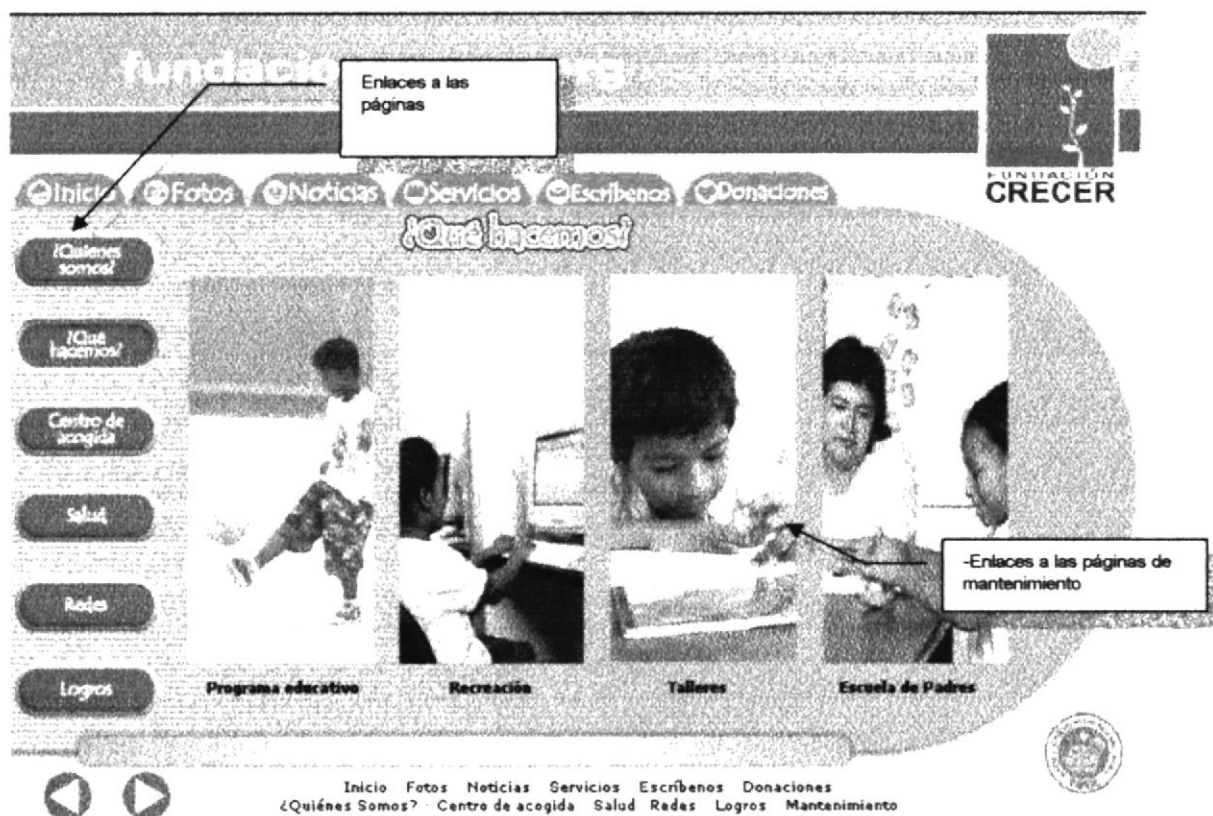 Enlaces a las
páginas
FUNDACIÓN
CRECER
Inicio Fotos Noticias Servicios Escríbenos Donaciones
¿Qué hacemos?
¿Quienes
somos?
¿Qué
hacemos?
Centro de
acogida
Salud
Redes
Logros
-Enlaces a las páginas de
mantenimiento
Programa educativo Recreación Talleres Escuela de Padres
Inicio Fotos Noticias Servicios Escríbenos Donaciones
¿Quiénes Somos? · Centro de acogida Salud Redes Logros Mantenimiento